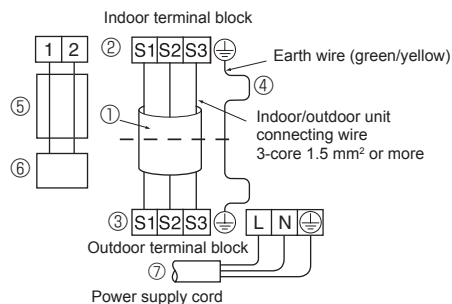 Indoor terminal block
1 2
② S1 S2 S3
Earth wire (green/yellow)
④
⑤
①
Indoor/outdoor unit
connecting wire
3-core 1.5 mm² or more
⑥
③ S1 S2 S3
L N
Outdoor terminal block
⑦
Power supply cord